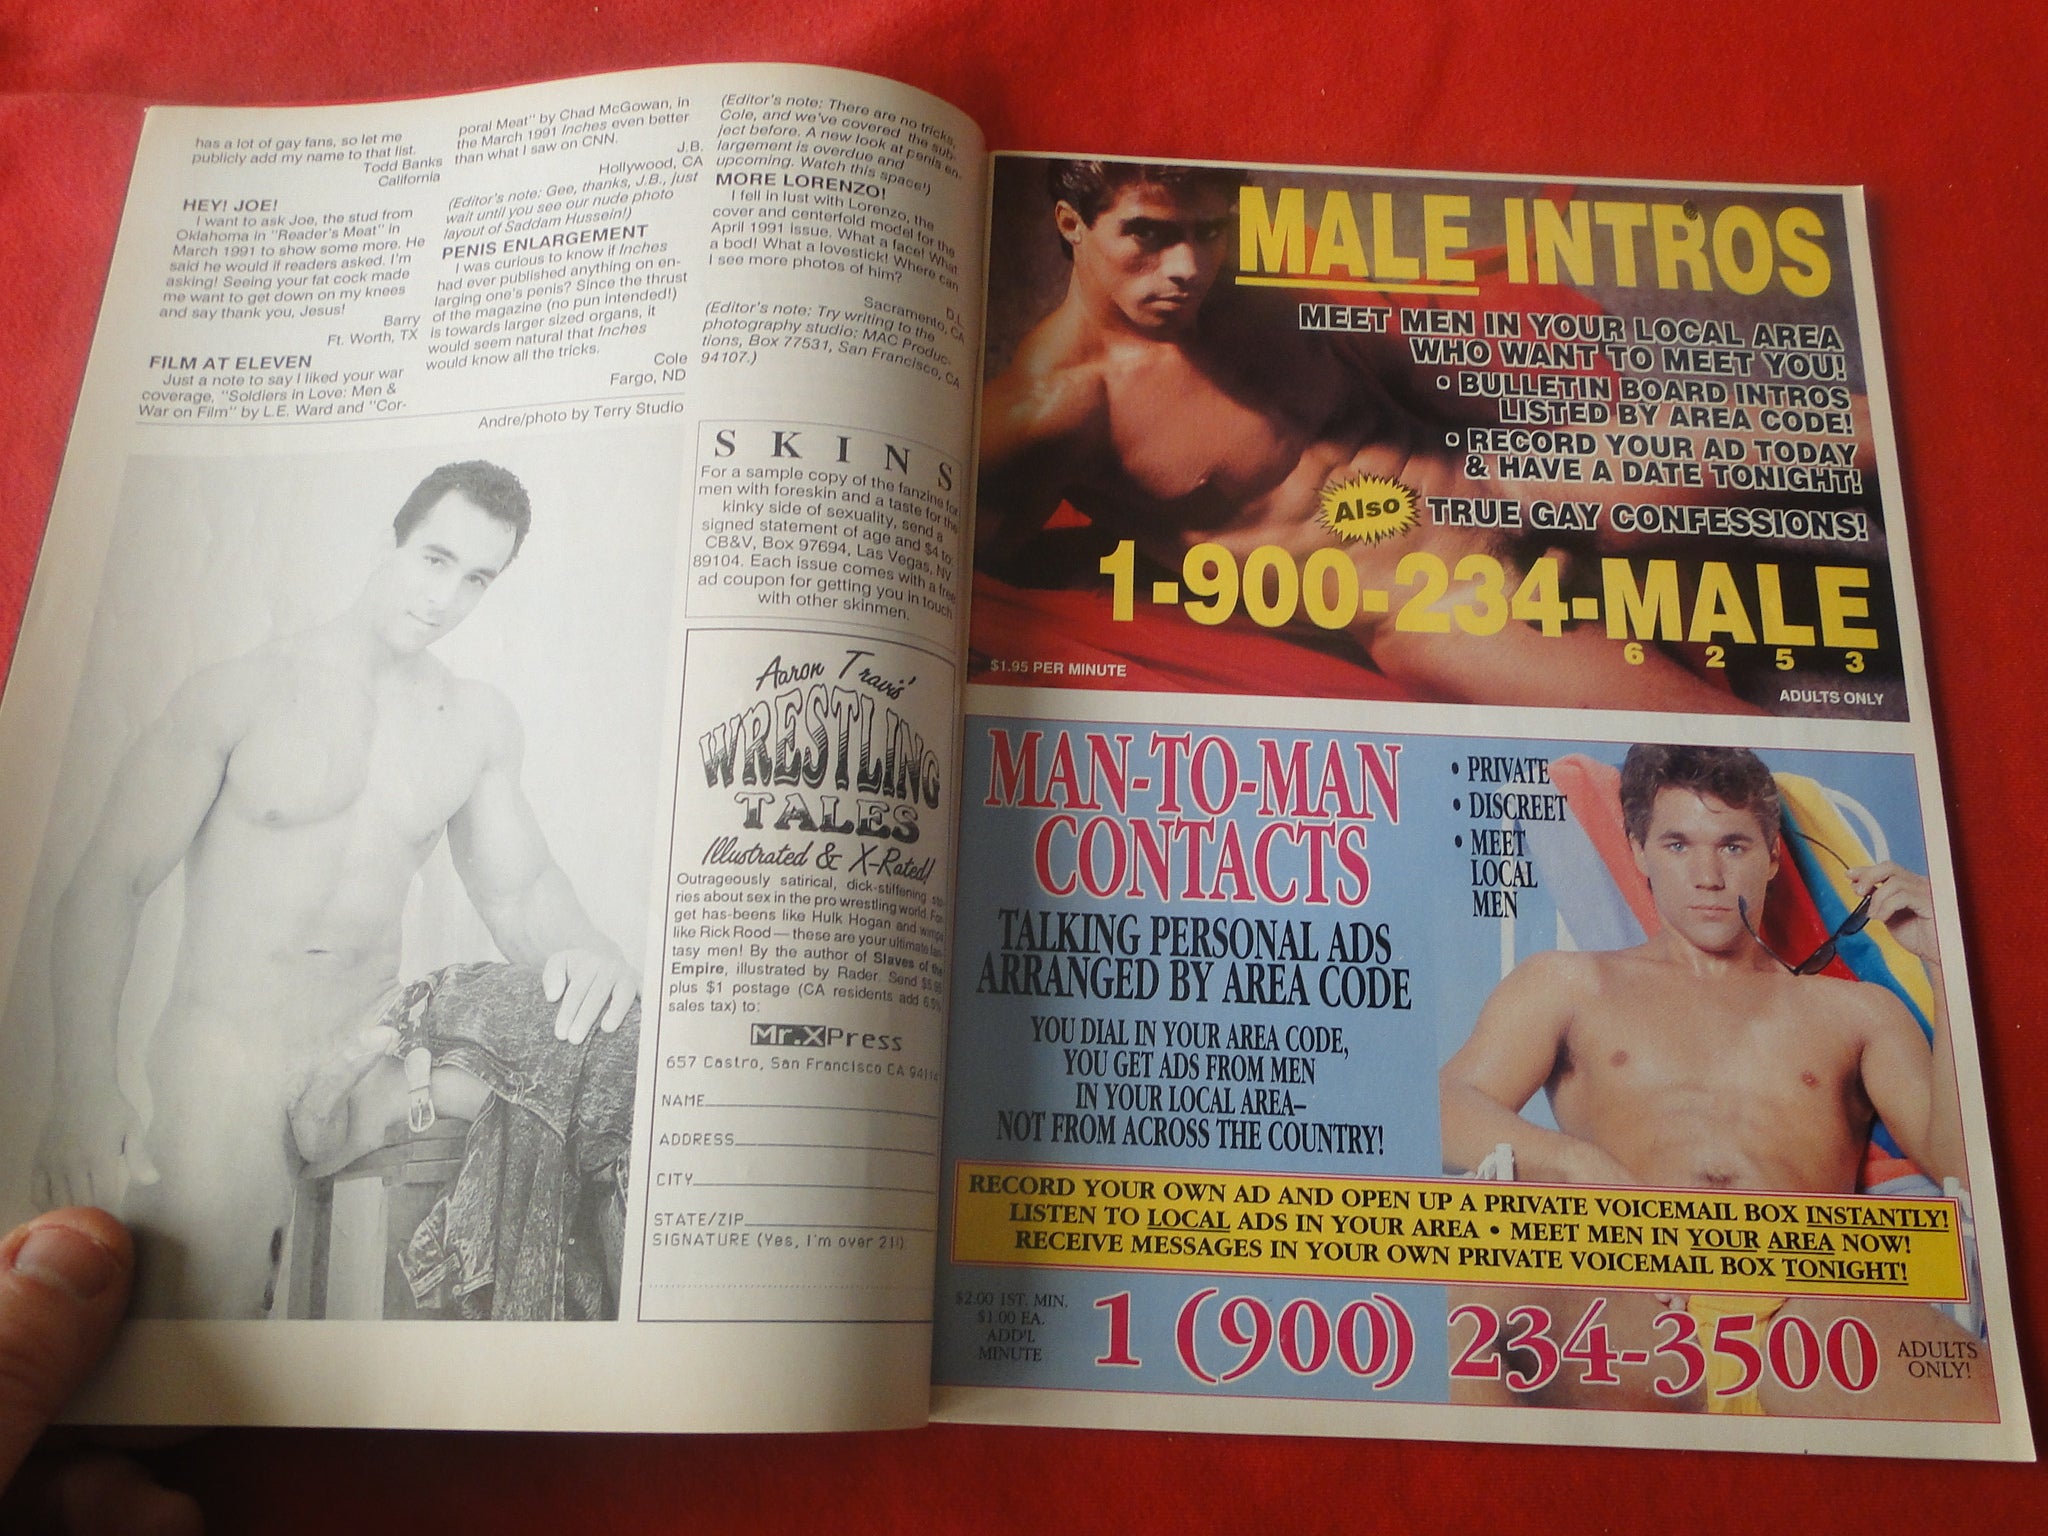 has a lot of gay fans, so let me
publicly add my name to that list.
Todd Banks
California
HEY! JOE!
I want to ask Joe, the stud from
Oklahoma in "Reader's Meat" in
March 1991 to show some more. He
said he would if readers asked. I'm
asking! Seeing your fat cock made
me want to get down on my knees
and say thank you, Jesus!
Barry
Ft. Worth, TX
FILM AT ELEVEN
Just a note to say I liked your war
coverage, "Soldiers in Love: Men &
War on Film" by L.E. Ward and "Cor-
poral Meat" by Chad McGowan, in
the March 1991 Inches even better
than what I saw on CNN.
J.B.
Hollywood, CA
(Editor's note: Gee, thanks, J.B., just
wait until you see our nude photo
layout of Saddam Hussein!)
PENIS ENLARGEMENT
I was curious to know if Inches
had ever published anything on en-
larging one's penis? Since the thrust
of the magazine (no pun intended!)
is towards larger sized organs, it
would seem natural that Inches
would know all the tricks.
Cole
Fargo, ND
(Editor's note: There are no tricks,
Cole, and we've covered the sub-
ject before. A new look at penis en-
largement is overdue and
upcoming. Watch this space!)
MORE LORENZO!
I fell in lust with Lorenzo, the
cover and centerfold model for the
April 1991 issue. What a face! What
a bod! What a lovestick! Where can
I see more photos of him?
D.L.
Sacramento, CA
(Editor's note: Try writing to the
photography studio: MAC Produc-
tions, Box 77531, San Francisco, CA
94107.)
Andre/photo by Terry Studio
SKINS
For a sample copy of the fanzine for
men with foreskin and a taste for the
kinky side of sexuality, send a
signed statement of age and $4 to:
CB&V, Box 97694, Las Vegas, NV
89104. Each issue comes with a free
ad coupon for getting you in touch
with other skinmen.
Aaron Travis'
WRESTLING
TALES
Illustrated & X-Rated!
Outrageously satirical, dick-stiffening sto-
ries about sex in the pro wrestling world. For-
get has-beens like Hulk Hogan and wimps
like Rick Rood — these are your ultimate fan-
tasy men! By the author of Slaves of the
Empire, illustrated by Rader. Send $5.95
plus $1 postage (CA residents add 6.5%
sales tax) to:
Mr.XPress
657 Castro, San Francisco CA 94114
NAME
ADDRESS
CITY
STATE/ZIP
SIGNATURE (Yes, I'm over 21!):
MALE INTROS
MEET MEN IN YOUR LOCAL AREA
WHO WANT TO MEET YOU!
• BULLETIN BOARD INTROS
LISTED BY AREA CODE!
• RECORD YOUR AD TODAY
& HAVE A DATE TONIGHT!
Also TRUE GAY CONFESSIONS!
1-900-234-MALE
6 2 5 3
$1.95 PER MINUTE
ADULTS ONLY
MAN-TO-MAN
CONTACTS
• PRIVATE
• DISCREET
• MEET
LOCAL
MEN
TALKING PERSONAL ADS
ARRANGED BY AREA CODE
YOU DIAL IN YOUR AREA CODE,
YOU GET ADS FROM MEN
IN YOUR LOCAL AREA–
NOT FROM ACROSS THE COUNTRY!
RECORD YOUR OWN AD AND OPEN UP A PRIVATE VOICEMAIL BOX INSTANTLY!
LISTEN TO LOCAL ADS IN YOUR AREA • MEET MEN IN YOUR AREA NOW!
RECEIVE MESSAGES IN YOUR OWN PRIVATE VOICEMAIL BOX TONIGHT!
$2.00 1ST. MIN.
$1.00 EA.
ADD'L
MINUTE
1 (900) 234-3500
ADULTS
ONLY!